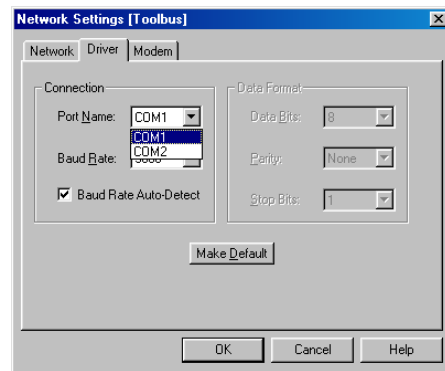 Network Settings [Toolbus]
Network Driver Modem
Connection
Port Name: COM1
COM1
COM2
Baud Rate:
Baud Rate Auto-Detect
Data Format
Data Bits: 8
Parity: None
Stop Bits: 1
Make Default
OK Cancel Help